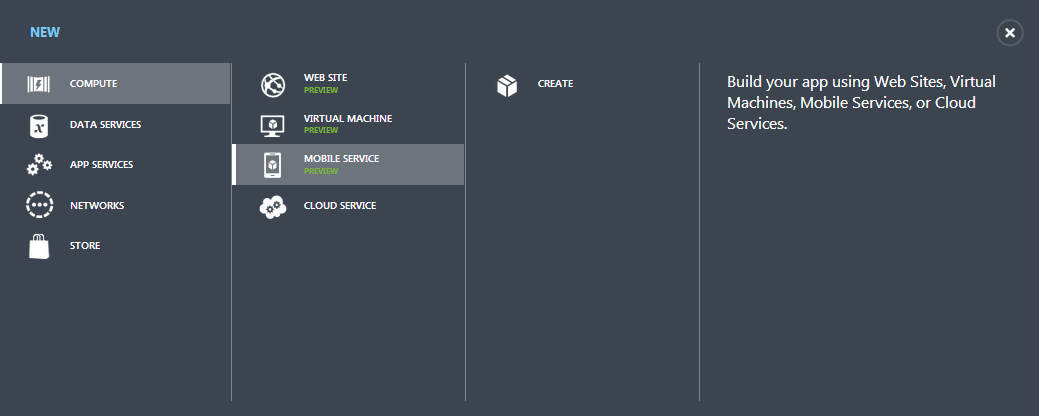 NEW
COMPUTE
DATA SERVICES
APP SERVICES
NETWORKS
STORE
WEB SITE
PREVIEW
VIRTUAL MACHINE
PREVIEW
MOBILE SERVICE
PREVIEW
CLOUD SERVICE
CREATE
Build your app using Web Sites, Virtual
Machines, Mobile Services, or Cloud
Services.